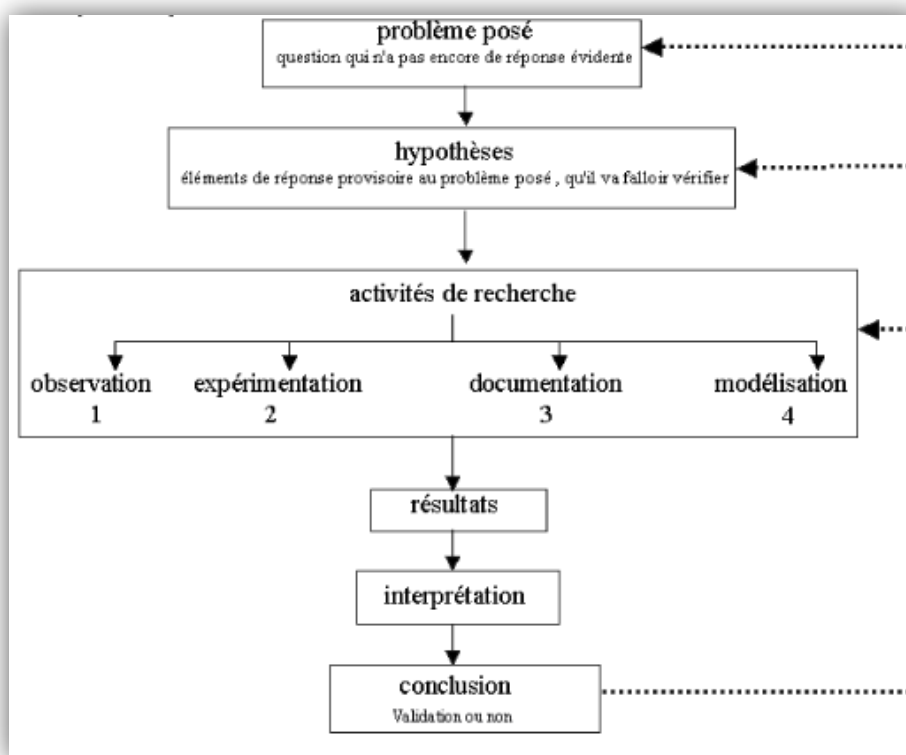 problème posé
question qui n'a pas encore de réponse évidente
hypothèses
éléments de réponse provisoire au problème posé , qu'il va falloir vérifier
activités de recherche
observation expérimentation documentation modélisation
1 2 3 4
résultats
interprétation
conclusion
Validation ou non